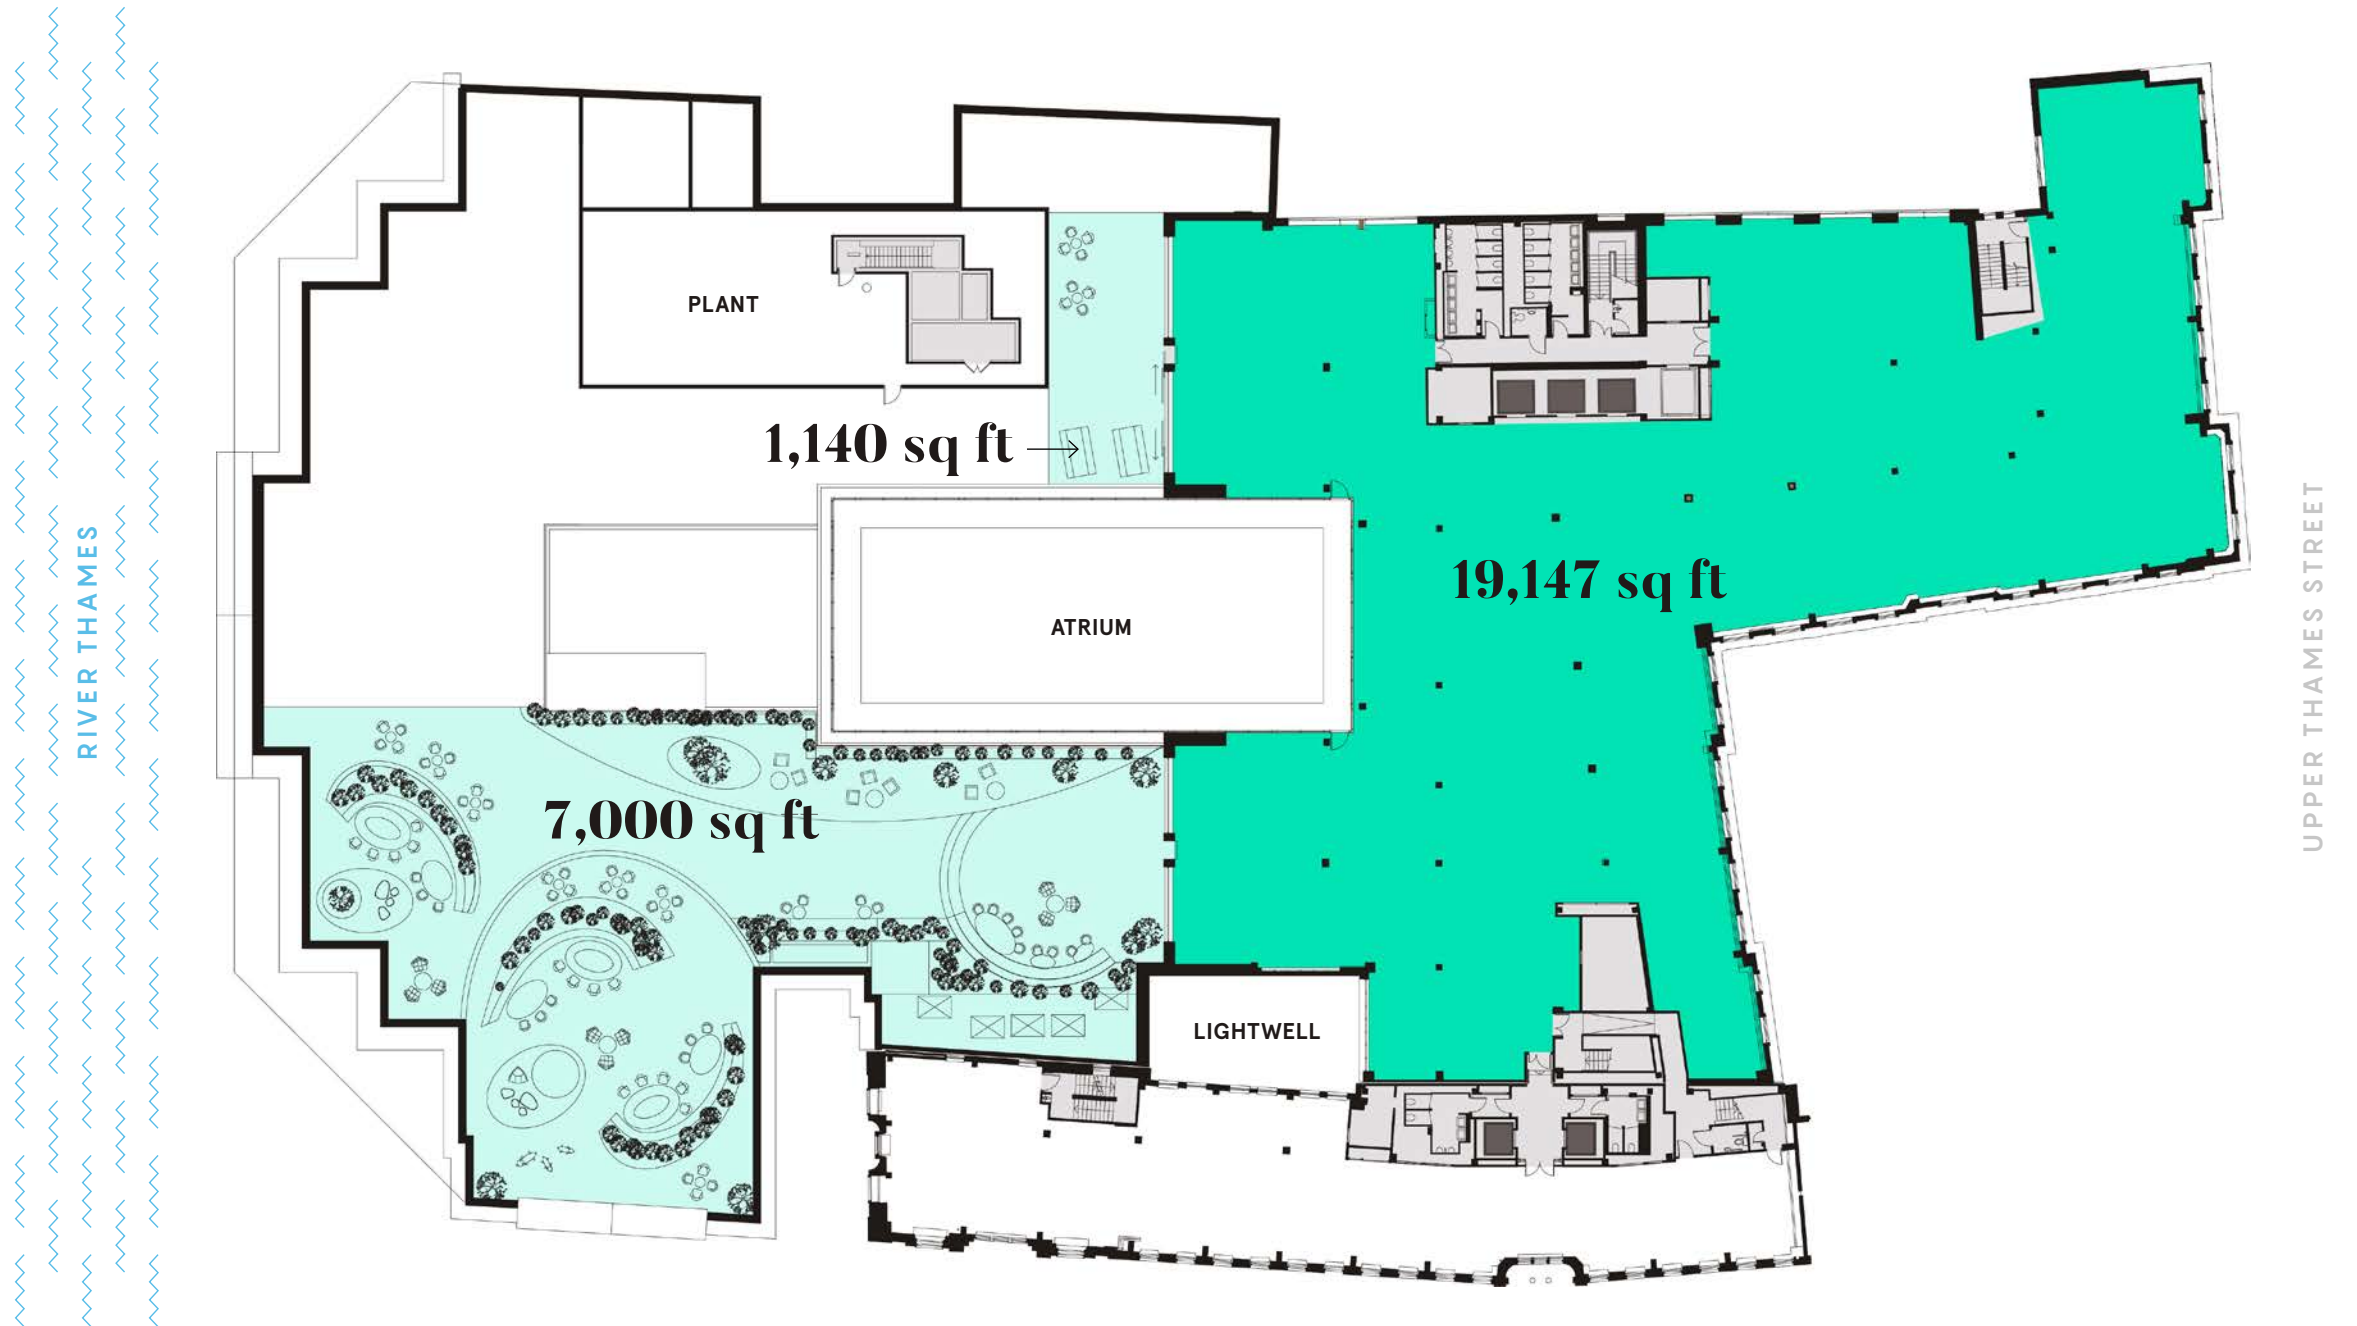 PLANT
1,140 sq ft
RIVER THAMES
ATRIUM
19,147 sq ft
UPPER THAMES STREET
7,000 sq ft
LIGHTWELL